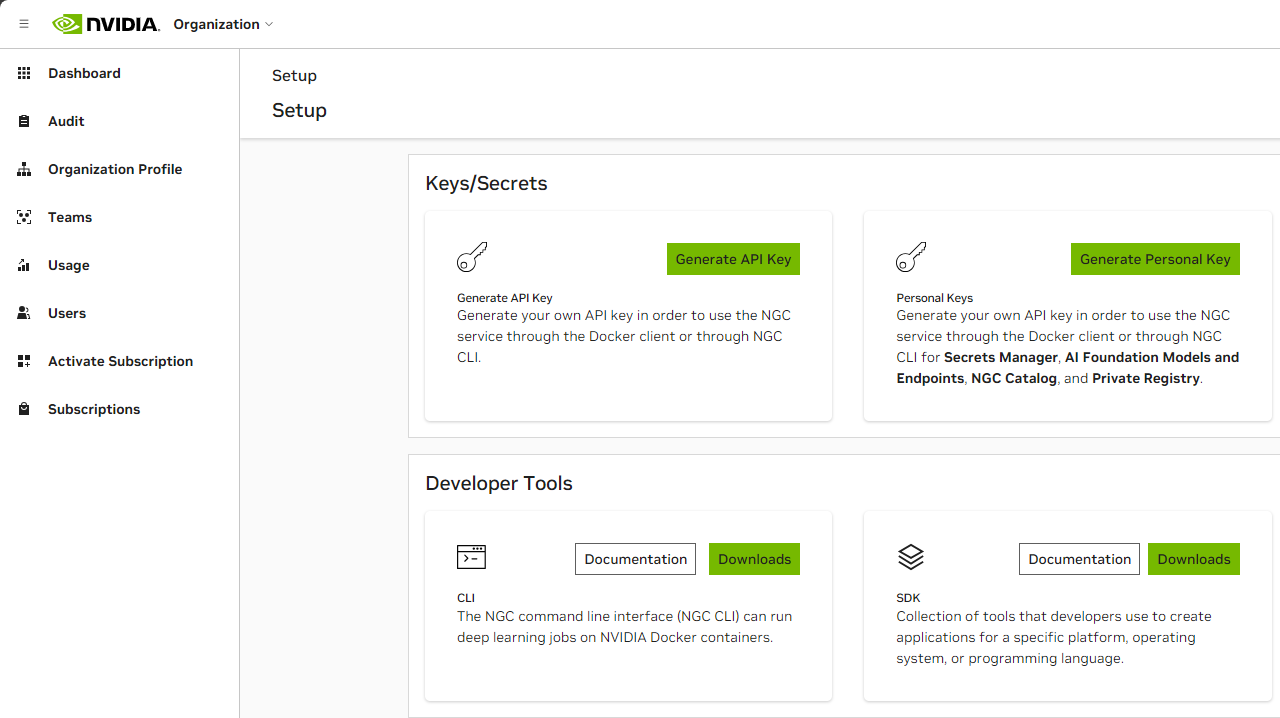 NVIDIA. Organization
Dashboard
Audit
Organization Profile
Teams
Usage
Users
Activate Subscription
Subscriptions
Setup
Setup
Keys/Secrets
Generate API Key
Generate API Key
Generate your own API key in order to use the NGC
service through the Docker client or through NGC
CLI.
Generate Personal Key
Personal Keys
Generate your own API key in order to use the NGC
service through the Docker client or through NGC
CLI for Secrets Manager, AI Foundation Models and
Endpoints, NGC Catalog, and Private Registry.
Developer Tools
Documentation Downloads
CLI
The NGC command line interface (NGC CLI) can run
deep learning jobs on NVIDIA Docker containers.
Documentation Downloads
SDK
Collection of tools that developers use to create
applications for a specific platform, operating
system, or programming language.